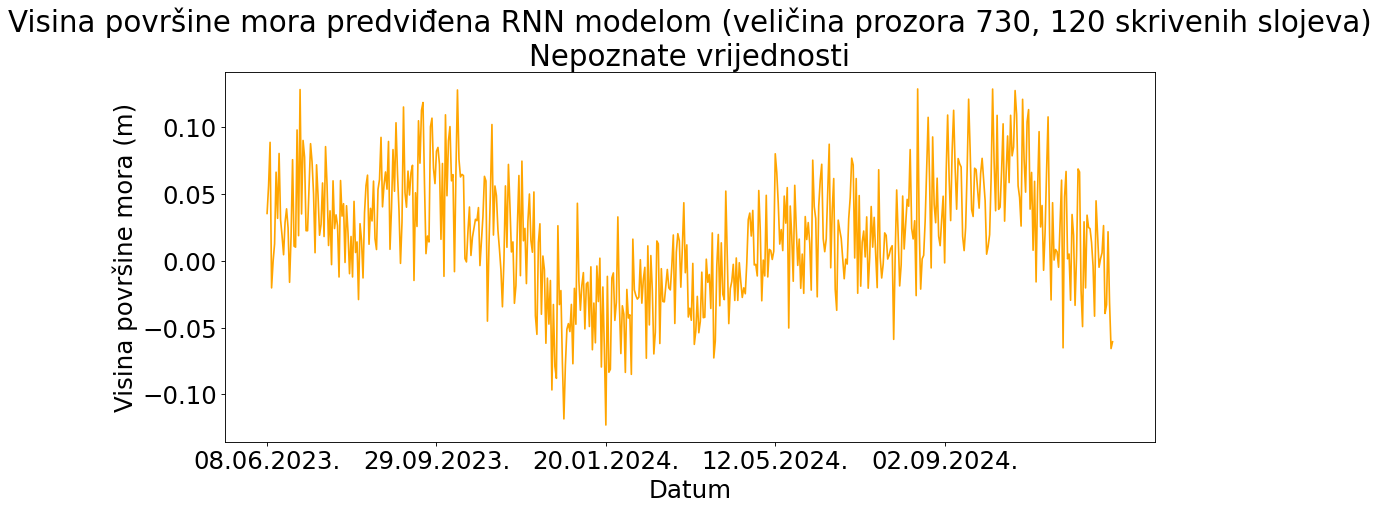 Visina površine mora predviđena RNN modelom (veličina prozora 730, 120 skrivenih slojeva)
Nepoznate vrijednosti
Visina površine mora (m)
0.10
0.05
0.00
−0.05
−0.10
08.06.2023. 29.09.2023. 20.01.2024. 12.05.2024. 02.09.2024.
Datum